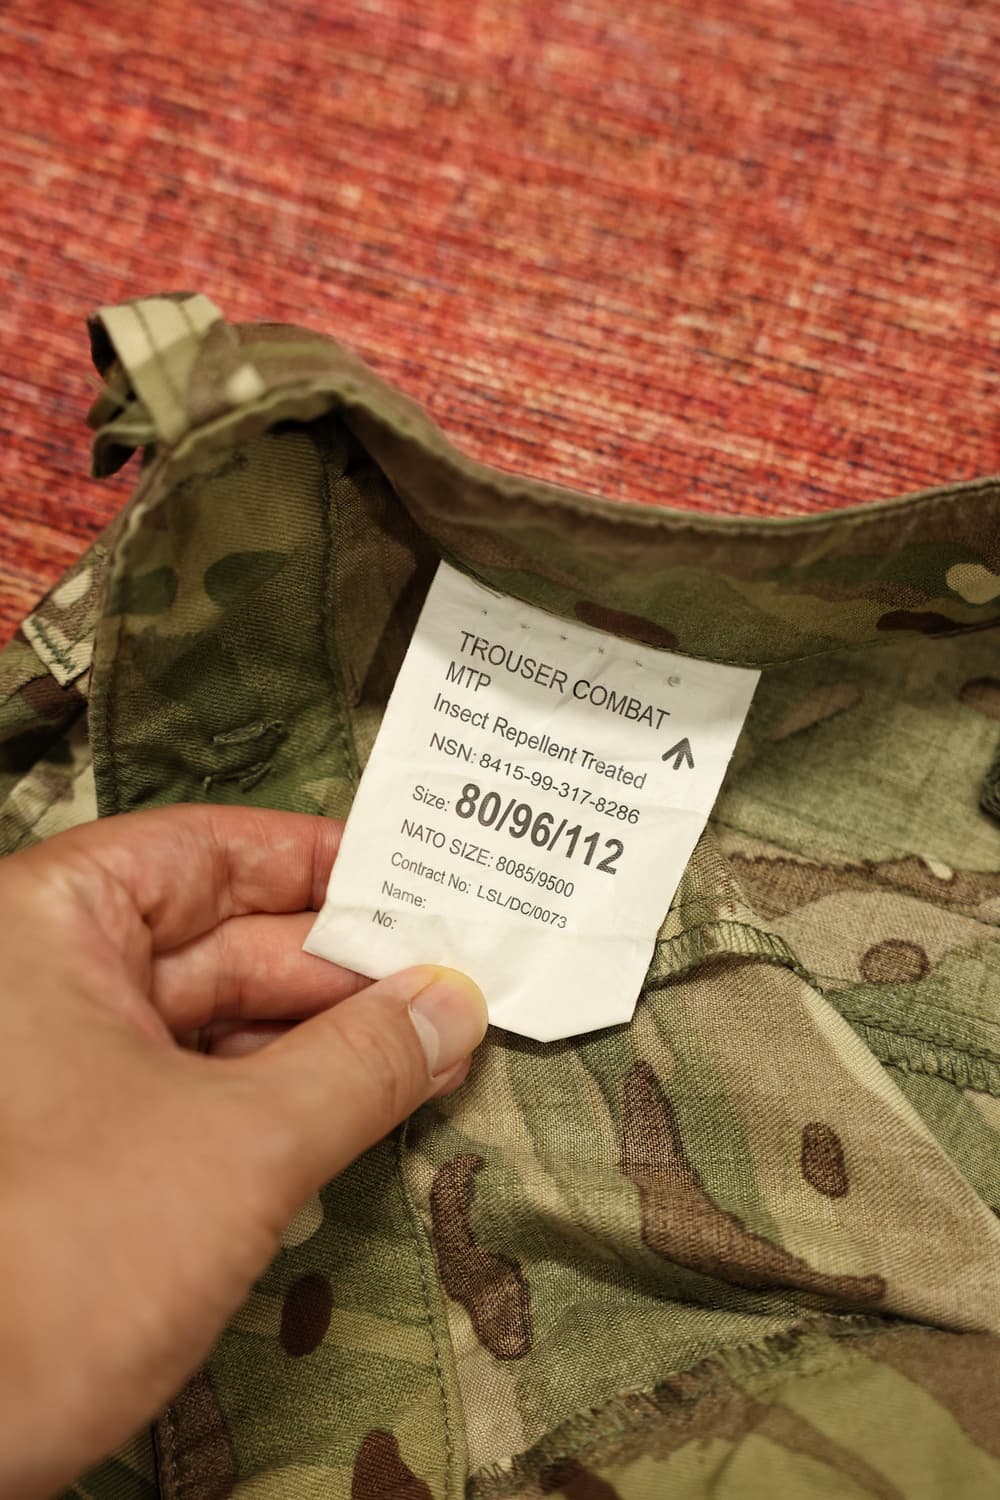 TROUSER COMBAT
MTP
Insect Repellent Treated
NSN: 8415-99-317-8286
Size: 80/96/112
NATO SIZE: 8085/9500
Contract No: LSL/DC/0073
Name:
No: